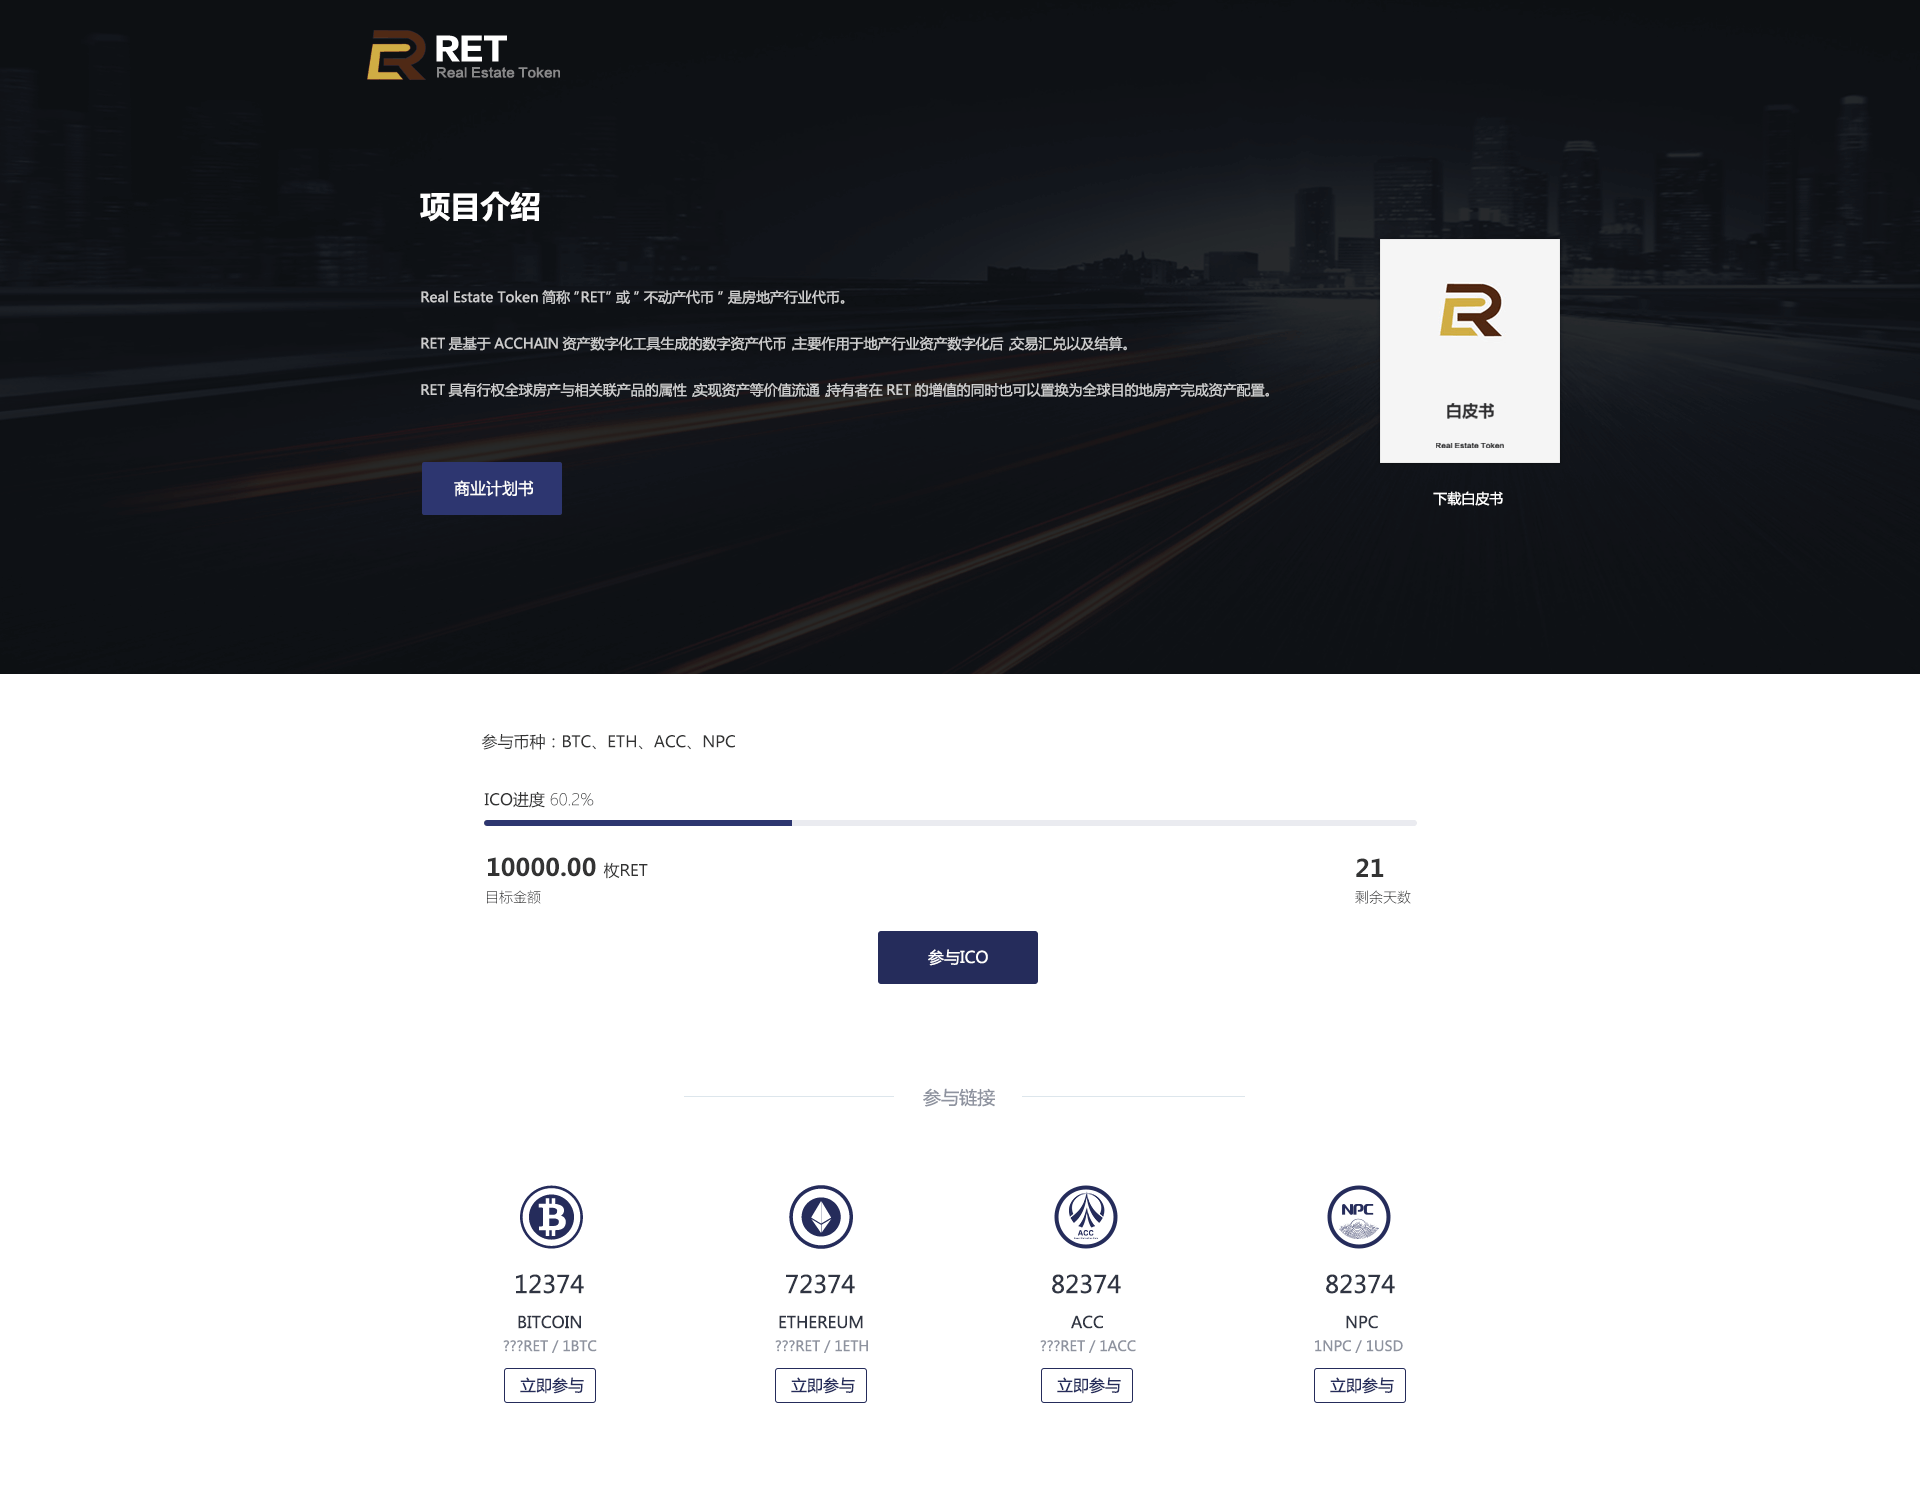 RET
Real Estate Token
项目介绍
Real Estate Token 简称 “RET” 或 “ 不动产代币 ” 是房地产行业代币。
RET 是基于 ACCHAIN 资产数字化工具生成的数字资产代币，主要作用于地产行业资产数字化后，交易汇兑以及结算。
RET 具有行权全球房产与相关联产品的属性，实现资产等价值流通，持有者在 RET 的增值的同时也可以置换为全球目的地房产完成资产配置。
商业计划书
白皮书
Real Estate Token
下载白皮书
参与币种：BTC、ETH、ACC、NPC
ICO进度 60.2%
10000.00 枚RET
目标金额
21
剩余天数
参与ICO
参与链接
ACC
NPC
12374
72374
82374
82374
BITCOIN
ETHEREUM
ACC
NPC
???RET / 1BTC
???RET / 1ETH
???RET / 1ACC
1NPC / 1USD
立即参与
立即参与
立即参与
立即参与